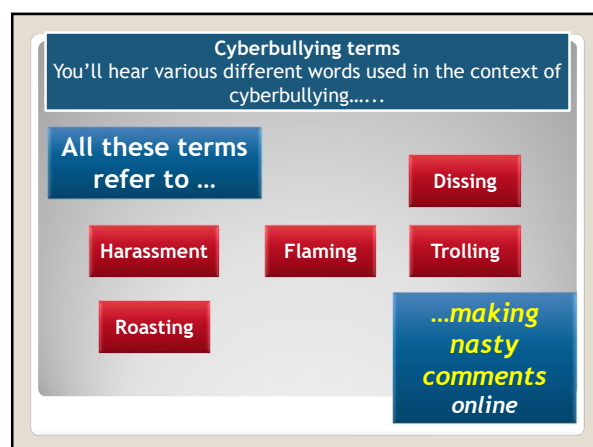 Cyberbullying terms
You’ll hear various different words used in the context of
cyberbullying…...
All these terms
refer to …
Dissing
Harassment
Flaming
Trolling
Roasting
…making
nasty
comments
online